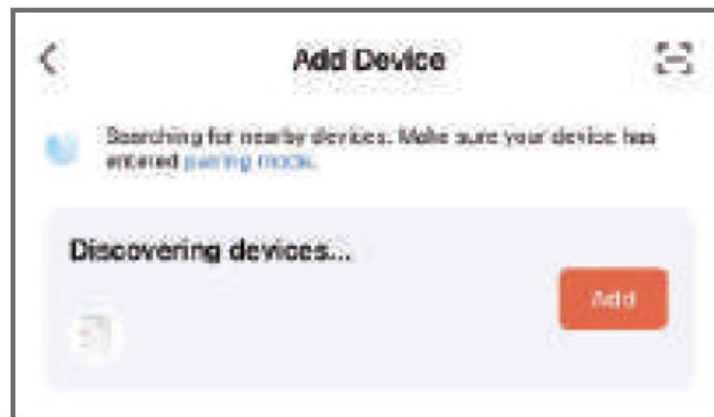 Add Device
Searching for nearby devices. Make sure your device has
entered pairing mode.
Discovering devices...
Add